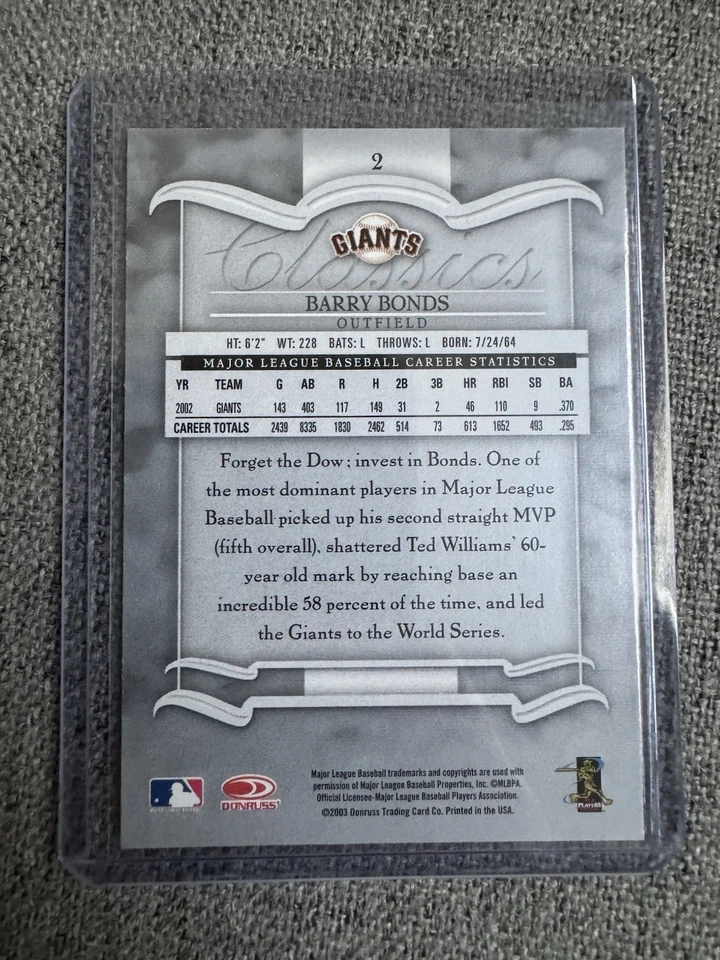 2
Classics
GIANTS
BARRY BONDS
OUTFIELD
HT: 6'2" WT: 228 BATS: L THROWS: L BORN: 7/24/64
MAJOR LEAGUE BASEBALL CAREER STATISTICS
YR TEAM G AB R H 2B 3B HR RBI SB BA
2002 GIANTS 143 403 117 149 31 2 46 110 9 .370
CAREER TOTALS 2439 8335 1830 2462 514 73 613 1652 493 .295
Forget the Dow; invest in Bonds. One of
the most dominant players in Major League
Baseball picked up his second straight MVP
(fifth overall), shattered Ted Williams' 60-
year old mark by reaching base an
incredible 58 percent of the time, and led
the Giants to the World Series.
Major League Baseball trademarks and copyrights are used with
permission of Major League Baseball Properties, Inc. ©MLBPA
Official Licensee-Major League Baseball Players Association.
©2003 Donruss Trading Card Co. Printed in the USA.
MAJOR LEAGUE BASEBALL
DONRUSS
PLAYERS